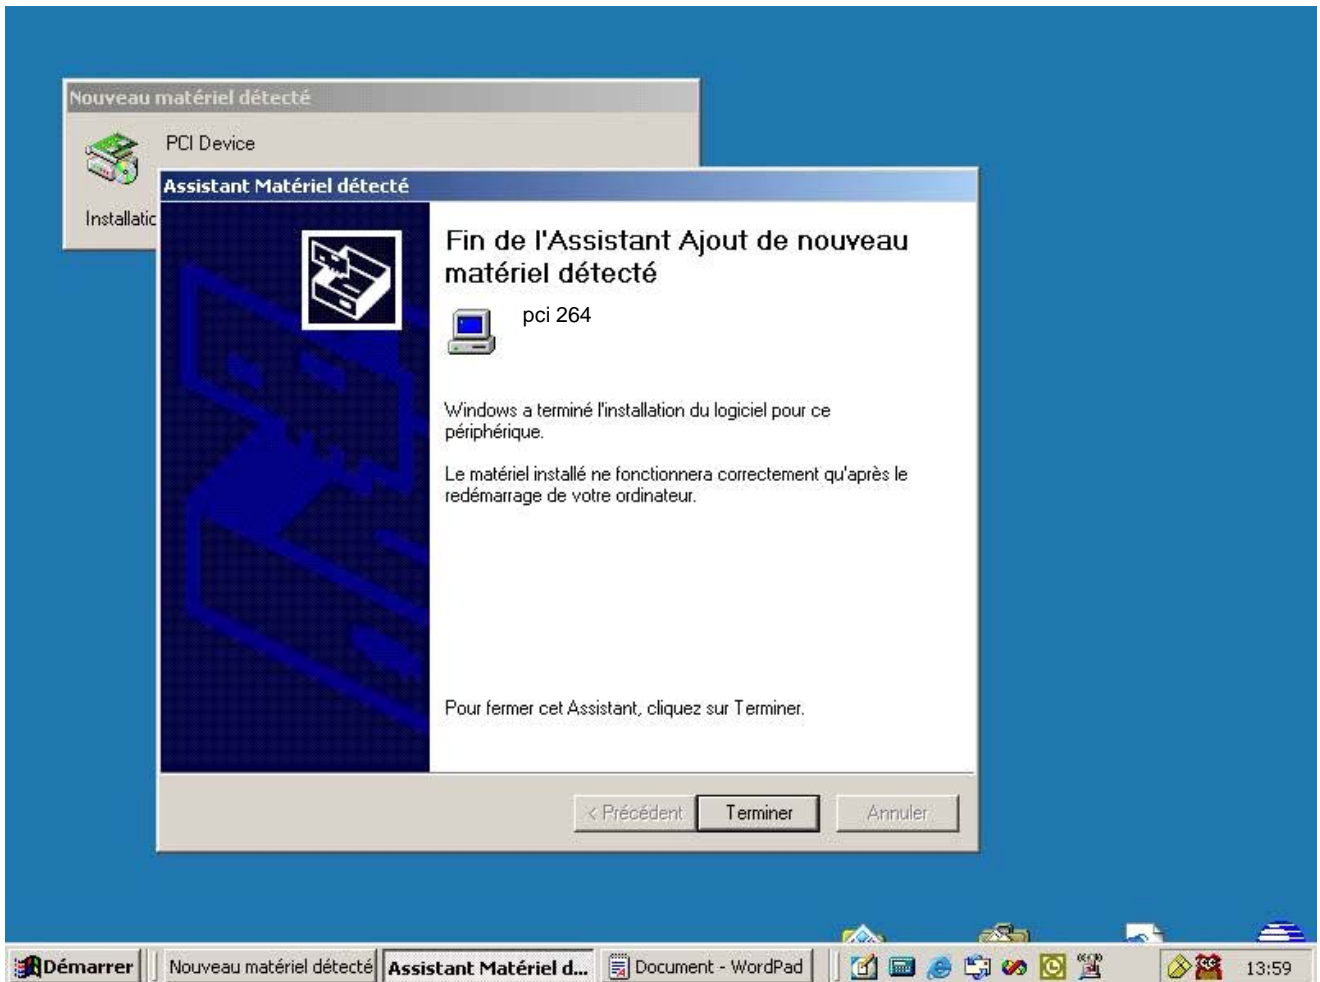 Nouveau matériel détecté
PCI Device
Assistant Matériel détecté
Fin de l'Assistant Ajout de nouveau
matériel détecté
pci 264
Windows a terminé l'installation du logiciel pour ce
périphérique.
Le matériel installé ne fonctionnera correctement qu'après le
redémarrage de votre ordinateur.
Pour fermer cet Assistant, cliquez sur Terminer.
< Précédent Terminer Annuler
Démarrer Nouveau matériel détecté Assistant Matériel d... Document - WordPad 13:59